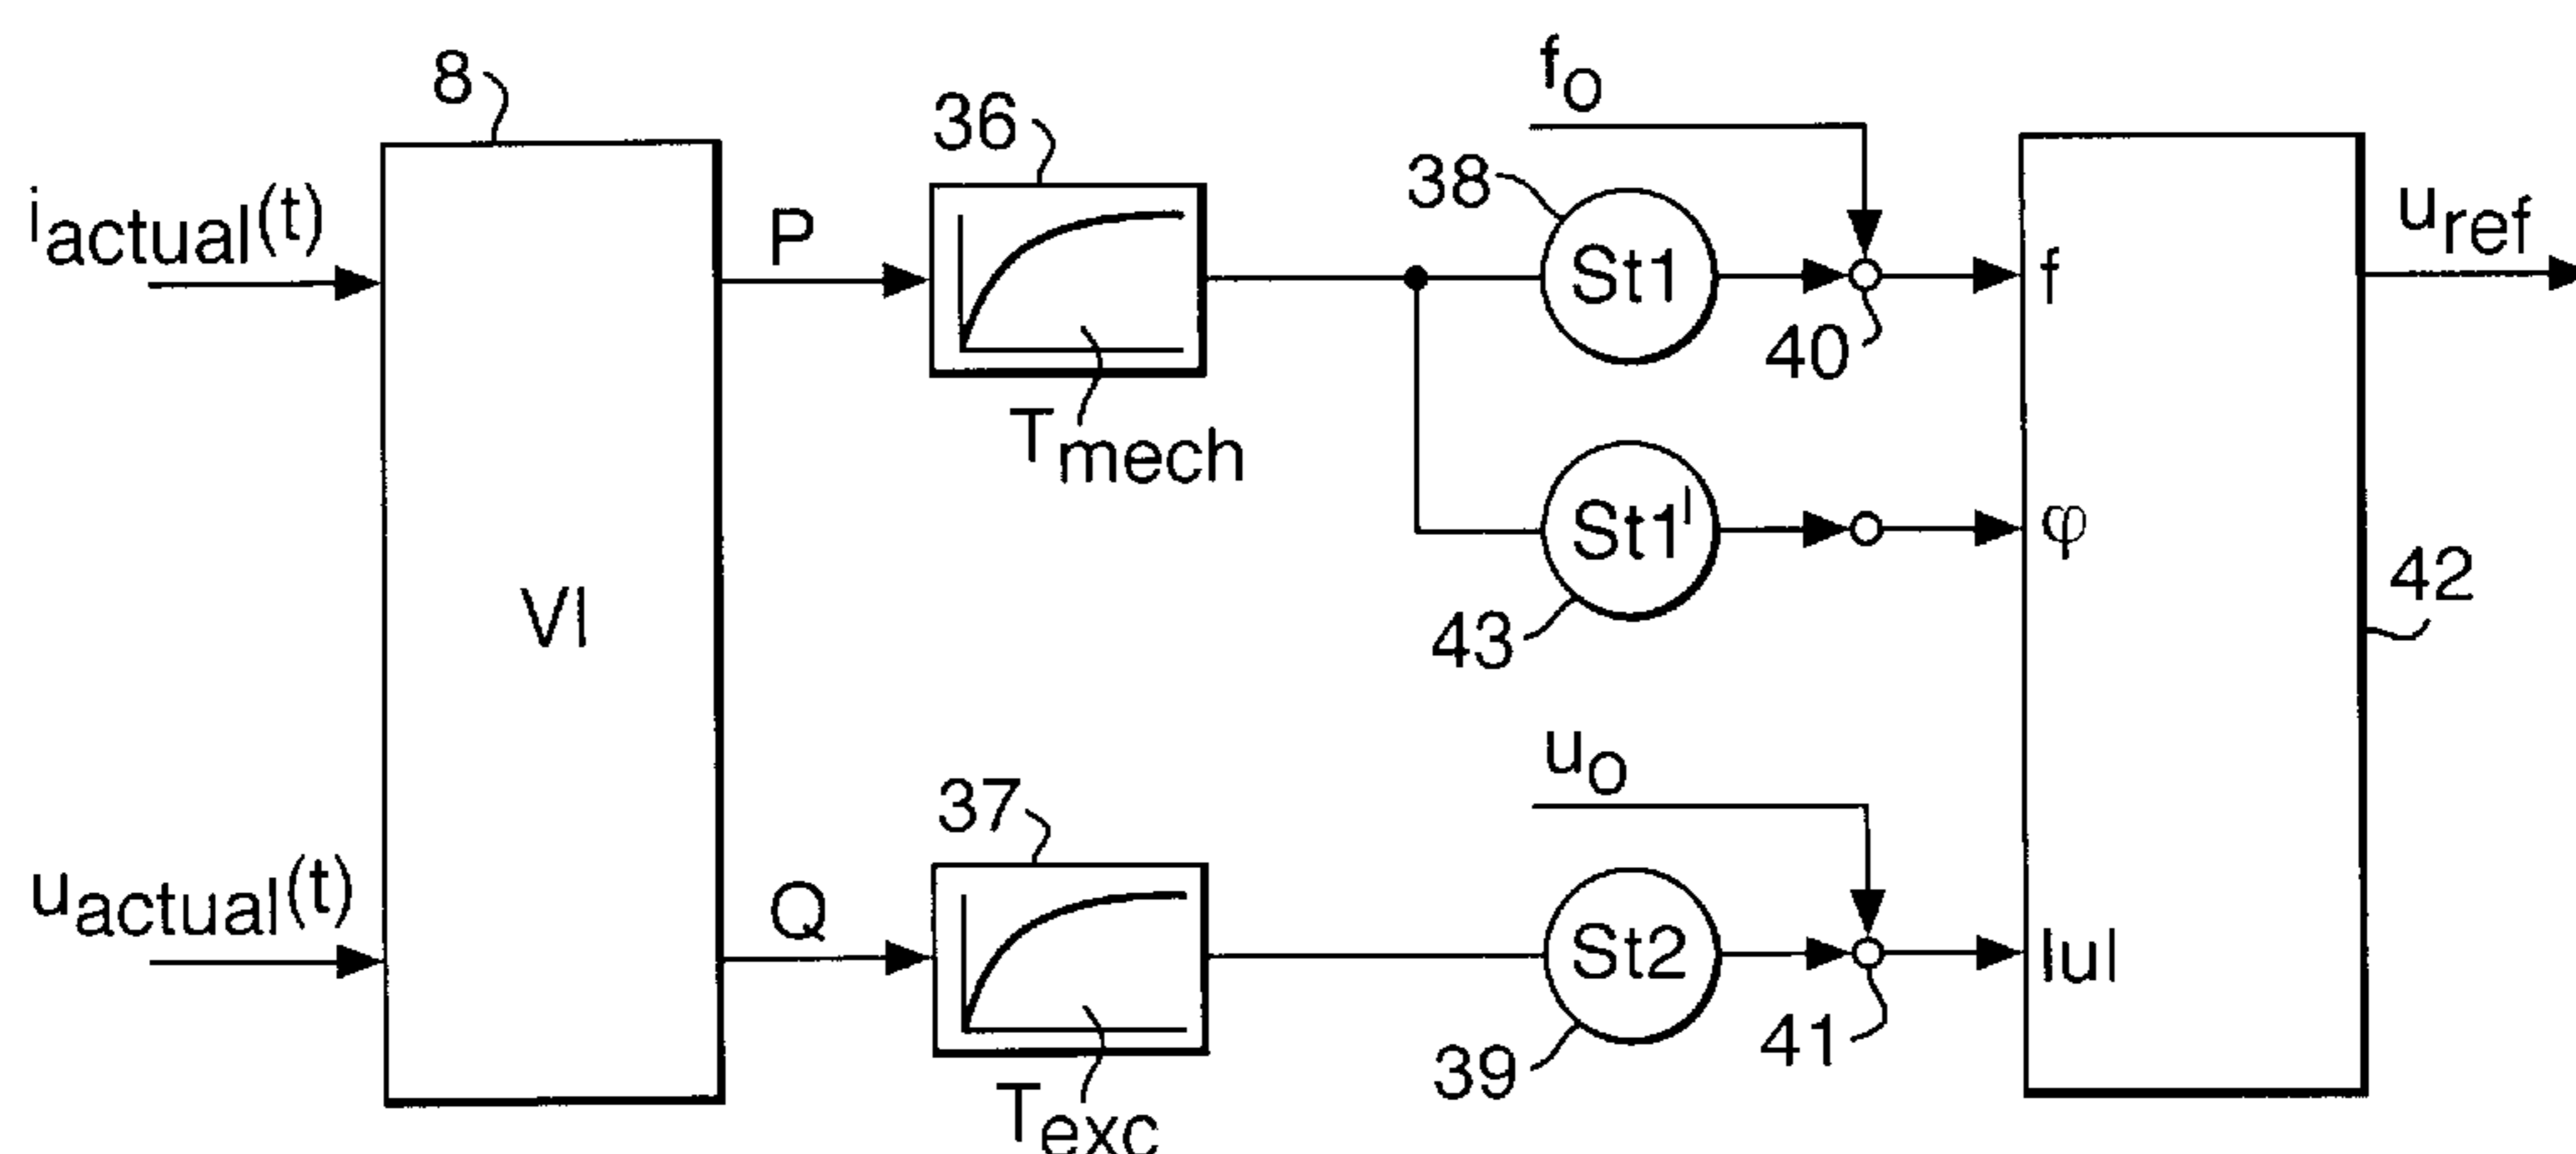 8
i_actual(t)
u_actual(t)
VI
P
Q
36
T_mech
37
T_exc
f_o
38
St1
40
St1'
43
u_o
St2
39
41
f
φ
|u|
42
u_ref